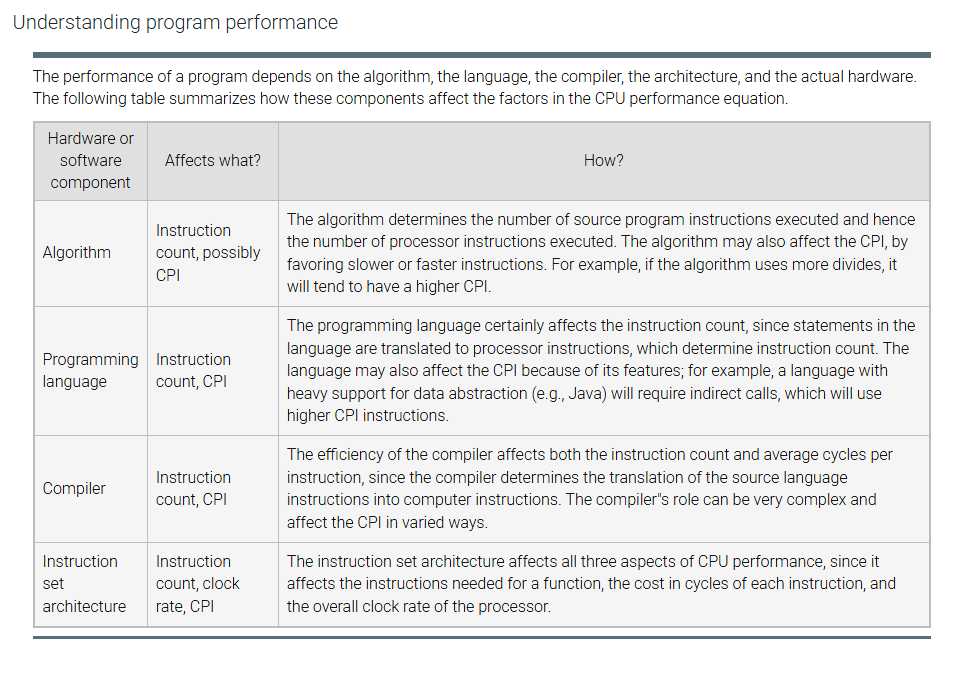 Understanding program performance
The performance of a program depends on the algorithm, the language, the compiler, the architecture, and the actual hardware.
The following table summarizes how these components affect the factors in the CPU performance equation.
Hardware or
software
component
Affects what?
How?
Algorithm
Instruction
count, possibly
CPI
The algorithm determines the number of source program instructions executed and hence
the number of processor instructions executed. The algorithm may also affect the CPI, by
favoring slower or faster instructions. For example, if the algorithm uses more divides, it
will tend to have a higher CPI.
Programming
language
Instruction
count, CPI
The programming language certainly affects the instruction count, since statements in the
language are translated to processor instructions, which determine instruction count. The
language may also affect the CPI because of its features; for example, a language with
heavy support for data abstraction (e.g., Java) will require indirect calls, which will use
higher CPI instructions.
Compiler
Instruction
count, CPI
The efficiency of the compiler affects both the instruction count and average cycles per
instruction, since the compiler determines the translation of the source language
instructions into computer instructions. The compiler"s role can be very complex and
affect the CPI in varied ways.
Instruction
set
architecture
Instruction
count, clock
rate, CPI
The instruction set architecture affects all three aspects of CPU performance, since it
affects the instructions needed for a function, the cost in cycles of each instruction, and
the overall clock rate of the processor.